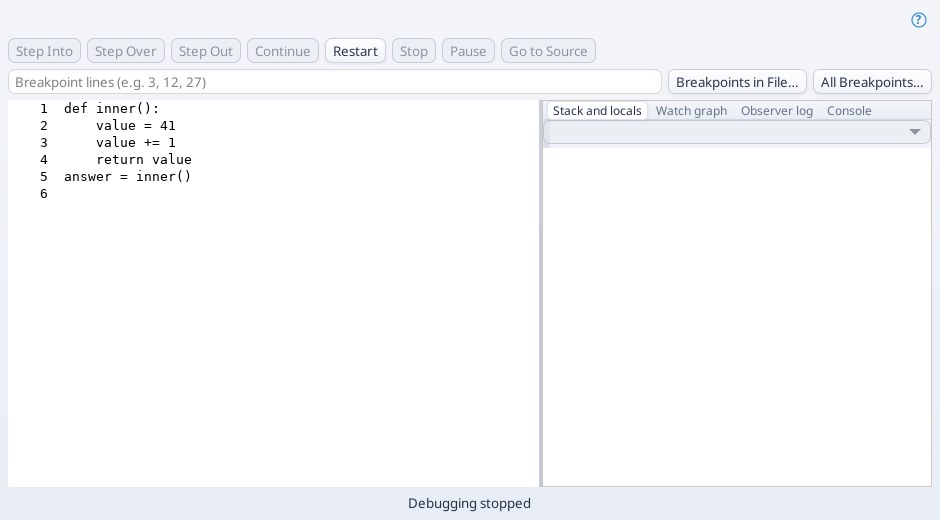 ?
Step Into Step Over Step Out Continue Restart Stop Pause Go to Source
Breakpoint lines (e.g. 3, 12, 27) Breakpoints in File... All Breakpoints...
Stack and locals Watch graph Observer log Console
1 def inner():
2     value = 41
3     value += 1
4     return value
5 answer = inner()
6
Debugging stopped